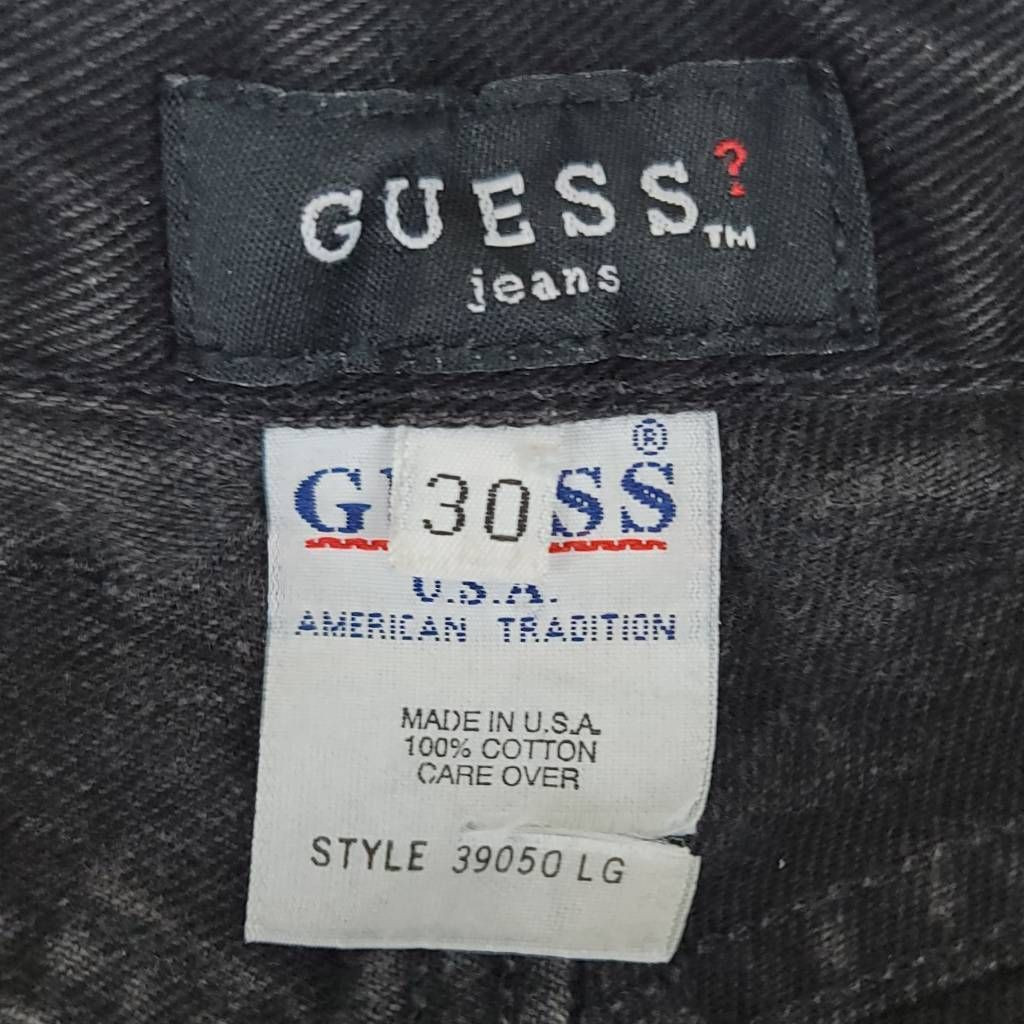 GUESS?™
jeans
®
G 30 SS
U.S.A.
AMERICAN TRADITION
MADE IN U.S.A.
100% COTTON
CARE OVER
STYLE 39050 LG